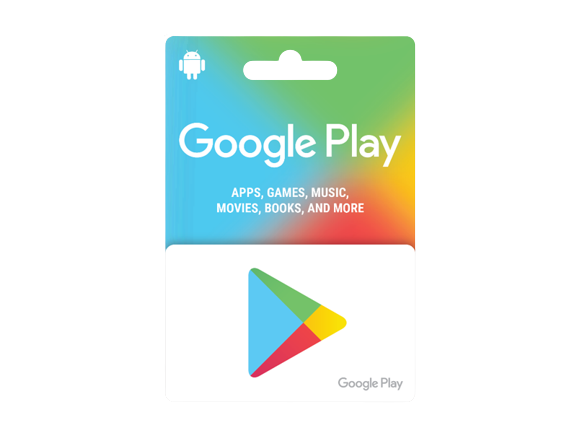 Google Play
APPS, GAMES, MUSIC,
MOVIES, BOOKS, AND MORE
Google Play